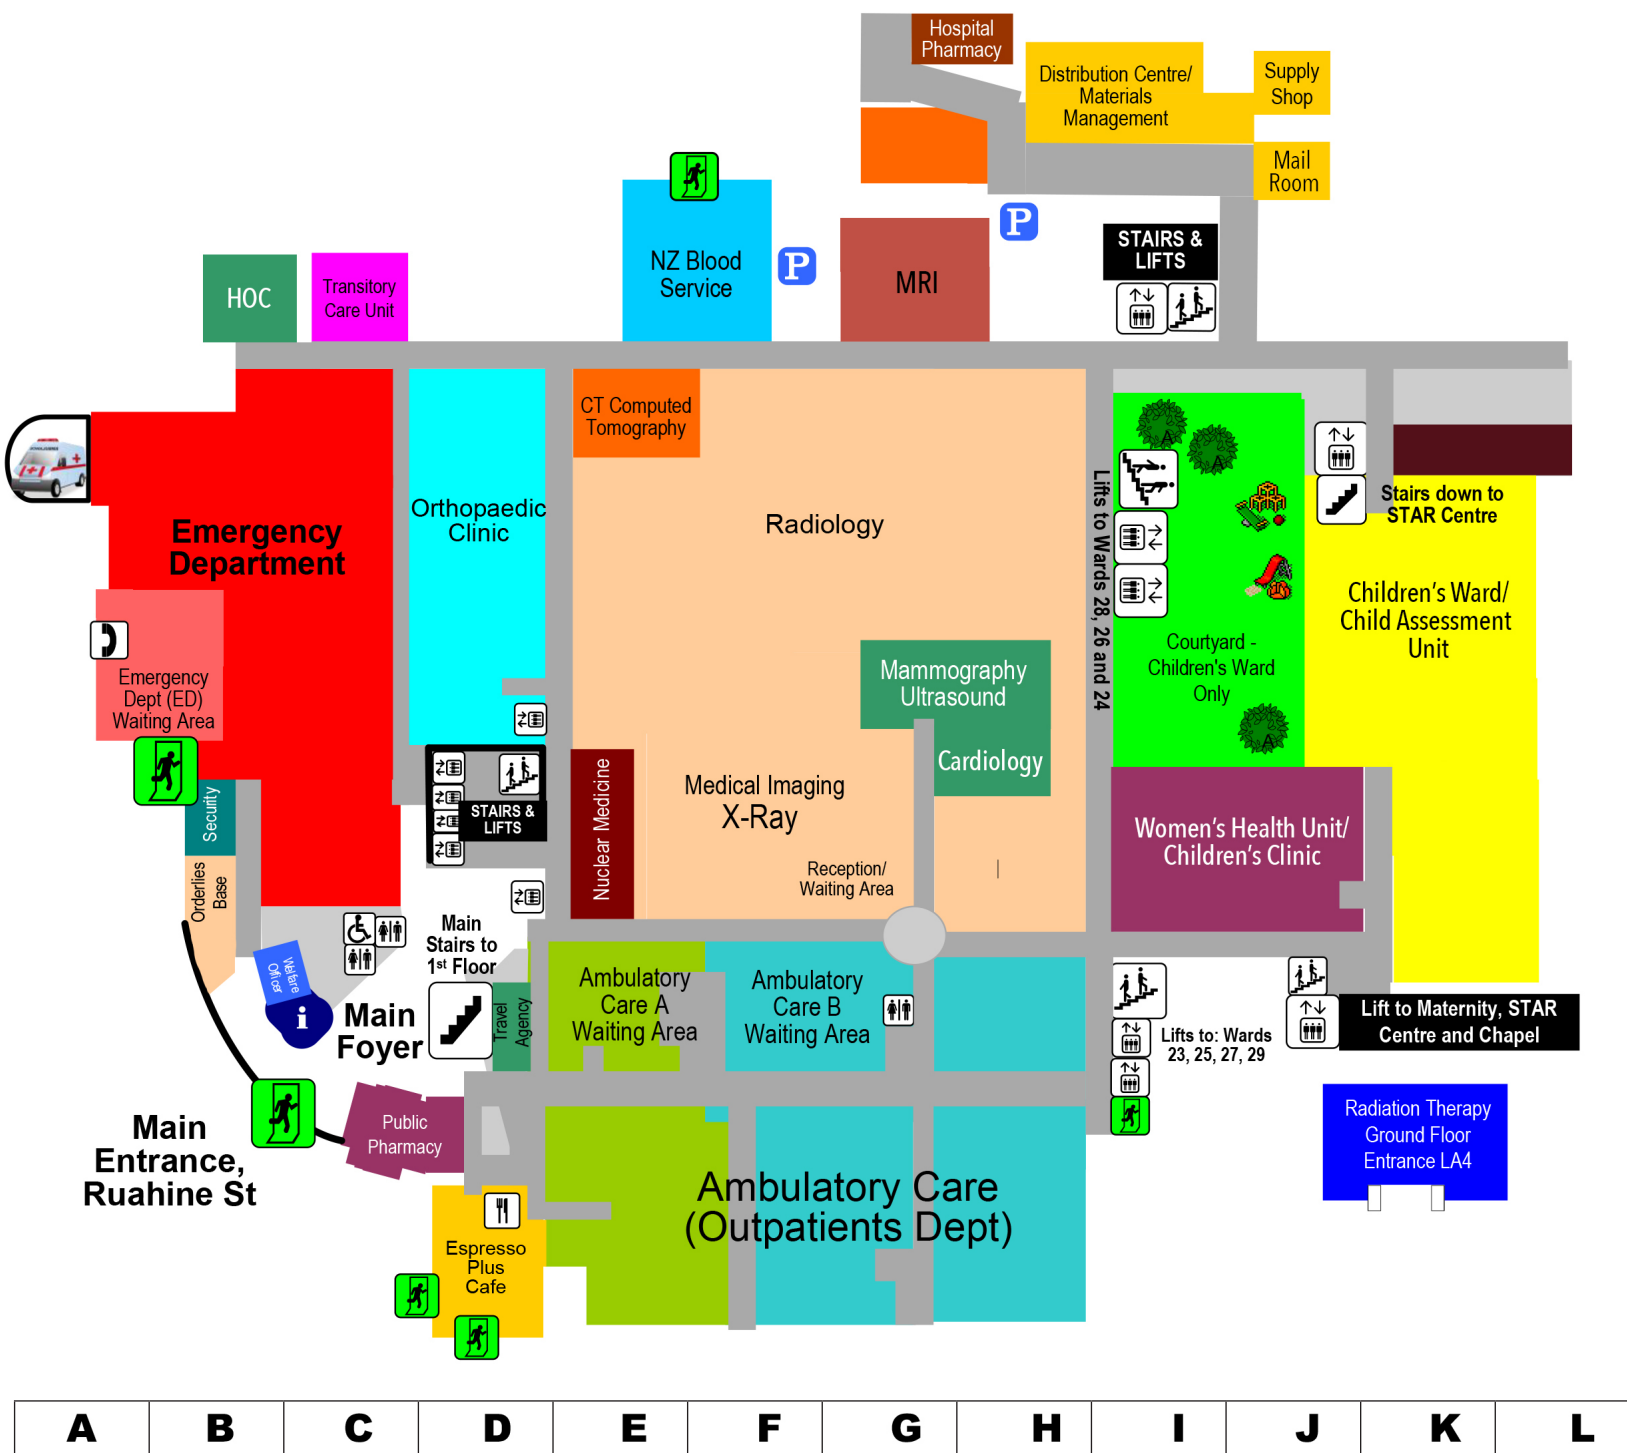 Hospital
Pharmacy
Distribution Centre/
Materials
Management
Supply
Shop
Mail
Room
P
NZ Blood
Service
P
MRI
STAIRS &
LIFTS
HOC
Transitory
Care Unit
CT Computed
Tomography
Orthopaedic
Clinic
Radiology
Emergency
Department
Lifts to Wards 28, 26 and 24
A
A
Stairs down to
STAR Centre
Children's Ward/
Child Assessment
Unit
Courtyard -
Children's Ward
Only
A
Emergency
Dept (ED)
Waiting Area
Mammography
Ultrasound
Cardiology
Security
STAIRS &
LIFTS
Nuclear Medicine
Medical Imaging
X-Ray
Reception/
Waiting Area
Women's Health Unit/
Children's Clinic
Orderlies
Base
Main
Stairs to
1st Floor
Welfare
Officer
i
Main
Foyer
Travel
Agency
Ambulatory
Care A
Waiting Area
Ambulatory
Care B
Waiting Area
Lifts to: Wards
23, 25, 27, 29
Lift to Maternity, STAR
Centre and Chapel
Main
Entrance,
Ruahine St
Public
Pharmacy
Radiation Therapy
Ground Floor
Entrance LA4
Ambulatory Care
(Outpatients Dept)
Espresso
Plus
Cafe
A B C D E F G H I J K L